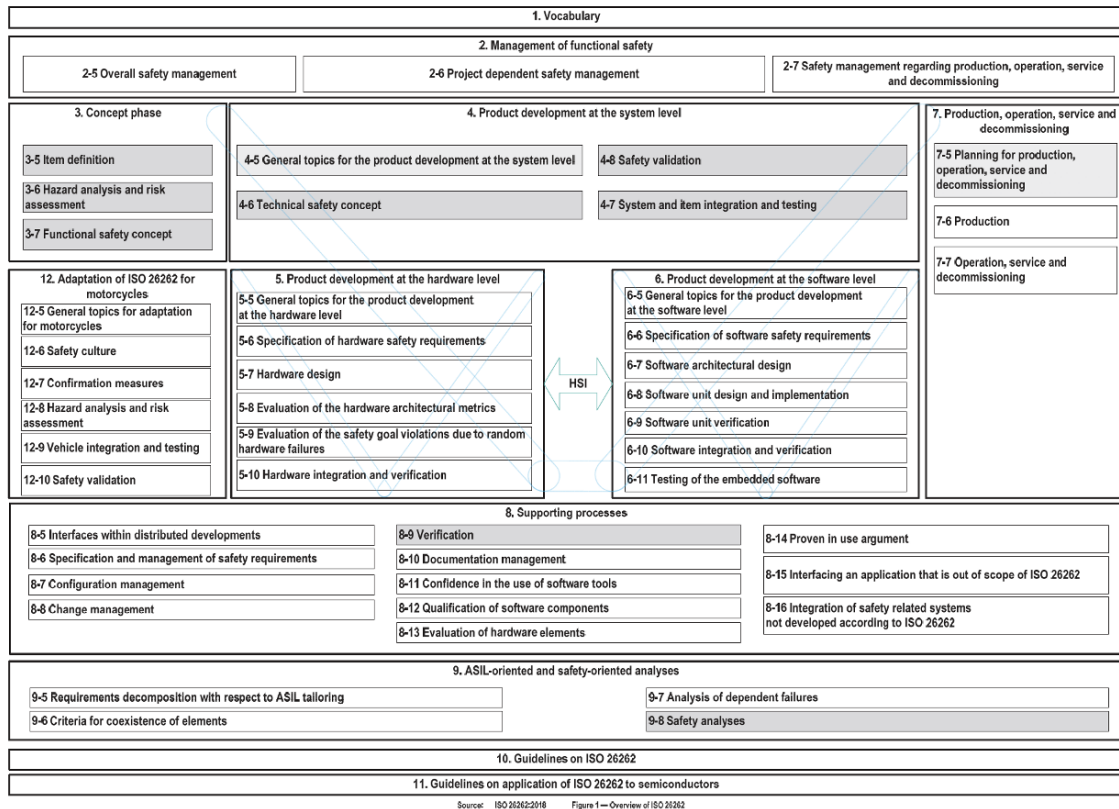 1. Vocabulary
2. Management of functional safety
2-5 Overall safety management
2-6 Project dependent safety management
2-7 Safety management regarding production, operation, service
and decommissioning
3. Concept phase
3-5 Item definition
3-6 Hazard analysis and risk
assessment
3-7 Functional safety concept
4. Product development at the system level
4-5 General topics for the product development at the system level
4-6 Technical safety concept
4-8 Safety validation
4-7 System and item integration and testing
7. Production, operation, service and
decommissioning
7-5 Planning for production,
operation, service and
decommissioning
7-6 Production
7-7 Operation, service and
decommissioning
12. Adaptation of ISO 26262 for
motorcycles
12-5 General topics for adaptation
for motorcycles
12-6 Safety culture
12-7 Confirmation measures
12-8 Hazard analysis and risk
assessment
12-9 Vehicle integration and testing
12-10 Safety validation
5. Product development at the hardware level
5-5 General topics for the product development
at the hardware level
5-6 Specification of hardware safety requirements
5-7 Hardware design
5-8 Evaluation of the hardware architectural metrics
5-9 Evaluation of the safety goal violations due to random
hardware failures
5-10 Hardware integration and verification
HSI
6. Product development at the software level
6-5 General topics for the product development
at the software level
6-6 Specification of software safety requirements
6-7 Software architectural design
6-8 Software unit design and implementation
6-9 Software unit verification
6-10 Software integration and verification
6-11 Testing of the embedded software
8. Supporting processes
8-5 Interfaces within distributed developments
8-6 Specification and management of safety requirements
8-7 Configuration management
8-8 Change management
8-9 Verification
8-10 Documentation management
8-11 Confidence in the use of software tools
8-12 Qualification of software components
8-13 Evaluation of hardware elements
8-14 Proven in use argument
8-15 Interfacing an application that is out of scope of ISO 26262
8-16 Integration of safety related systems
not developed according to ISO 26262
9. ASIL-oriented and safety-oriented analyses
9-5 Requirements decomposition with respect to ASIL tailoring
9-6 Criteria for coexistence of elements
9-7 Analysis of dependent failures
9-8 Safety analyses
10. Guidelines on ISO 26262
11. Guidelines on application of ISO 26262 to semiconductors
Source: ISO 26262:2018 Figure 1 — Overview of ISO 26262